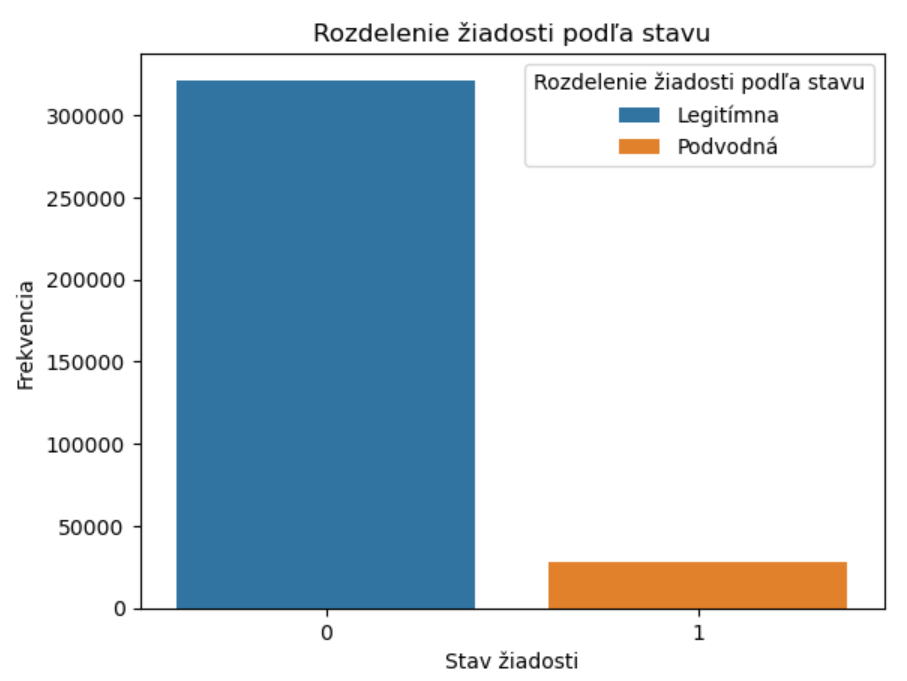 Rozdelenie žiadosti podľa stavu
Rozdelenie žiadosti podľa stavu
Legitímna
Podvodná
Frekvencia
300000
250000
200000
150000
100000
50000
0
0 1
Stav žiadosti